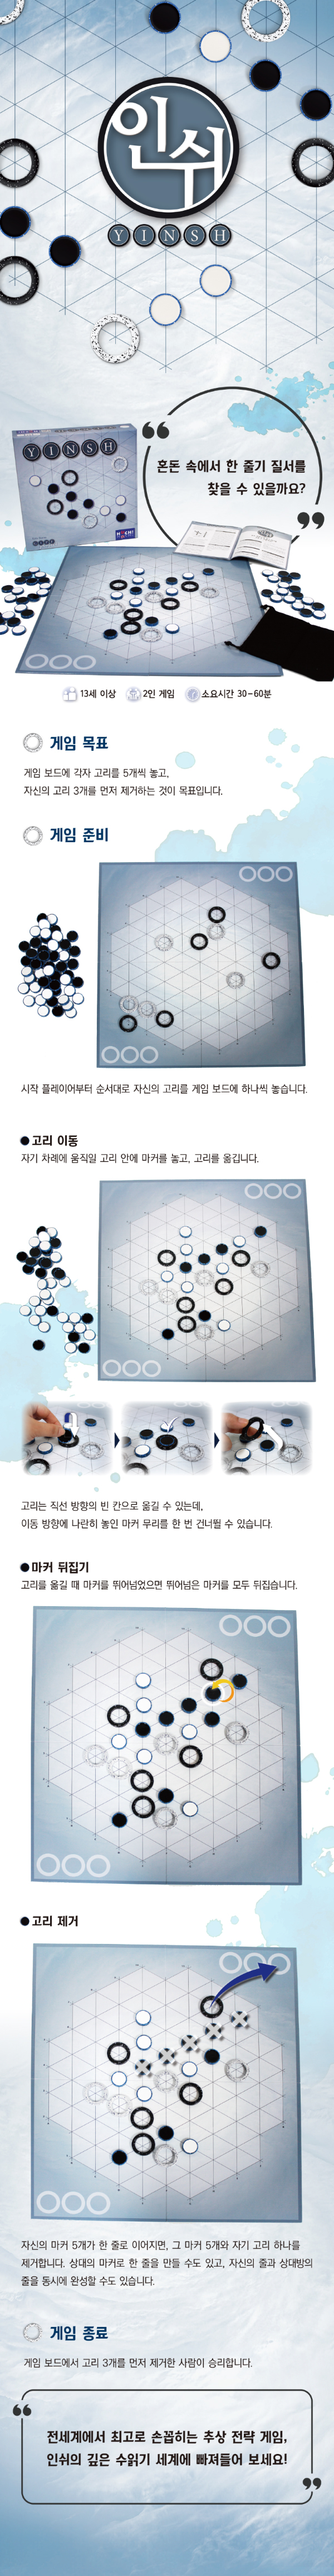 인쉬
YINSH
“
혼돈 속에서 한 줄기 질서를
찾을 수 있을까요?
”
YINSH
13세 이상 2인 게임 소요시간 30-60분
게임 목표
게임 보드에 각자 고리를 5개씩 놓고,
자신의 고리 3개를 먼저 제거하는 것이 목표입니다.
게임 준비
시작 플레이어부터 순서대로 자신의 고리를 게임 보드에 하나씩 놓습니다.
●고리 이동
자기 차례에 움직일 고리 안에 마커를 놓고, 고리를 옮깁니다.
고리는 직선 방향의 빈 칸으로 옮길 수 있는데,
이동 방향에 나란히 놓인 마커 무리를 한 번 건너뛸 수 있습니다.
●마커 뒤집기
고리를 옮길 때 마커를 뛰어넘었으면 뛰어넘은 마커를 모두 뒤집습니다.
●고리 제거
자신의 마커 5개가 한 줄로 이어지면, 그 마커 5개와 자기 고리 하나를
제거합니다. 상대의 마커로 한 줄을 만들 수도 있고, 자신의 줄과 상대방의
줄을 동시에 완성할 수도 있습니다.
게임 종료
게임 보드에서 고리 3개를 먼저 제거한 사람이 승리합니다.
“
전세계에서 최고로 손꼽히는 추상 전략 게임,
인쉬의 깊은 수읽기 세계에 빠져들어 보세요!
”